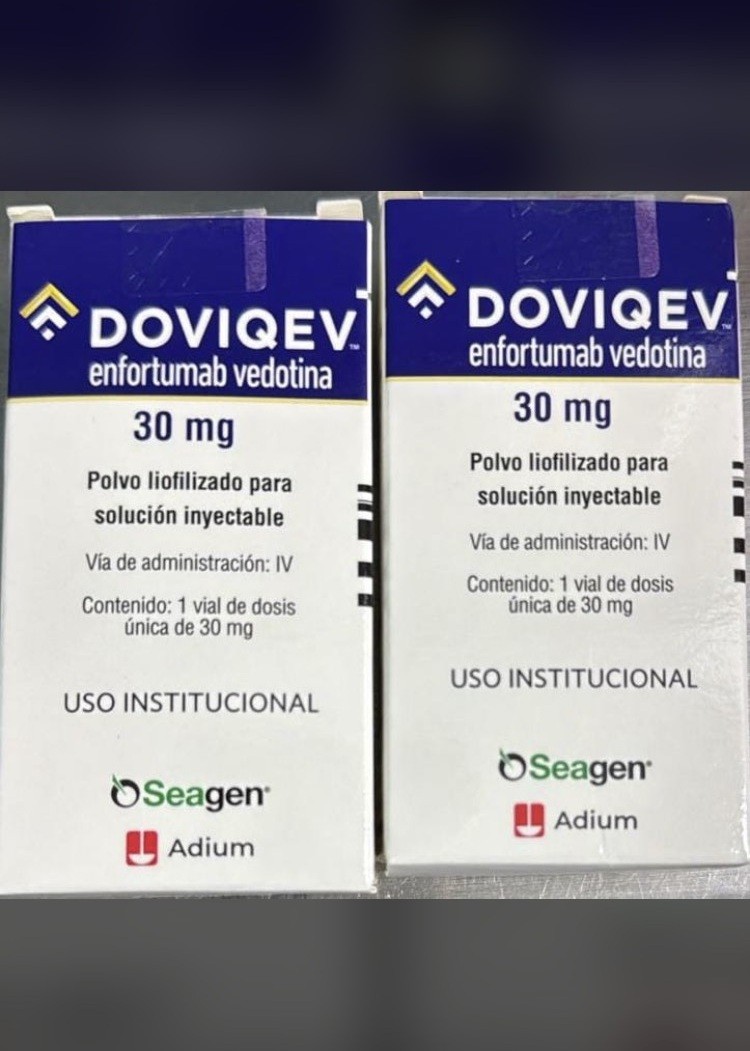 DOVIQEV™
enfortumab vedotina
30 mg
Polvo liofilizado para
solución inyectable
Vía de administración: IV
Contenido: 1 vial de dosis
única de 30 mg
USO INSTITUCIONAL
Seagen®
Adium
DOVIQEV™
enfortumab vedotina
30 mg
Polvo liofilizado para
solución inyectable
Vía de administración: IV
Contenido: 1 vial de dosis
única de 30 mg
USO INSTITUCIONAL
Seagen®
Adium